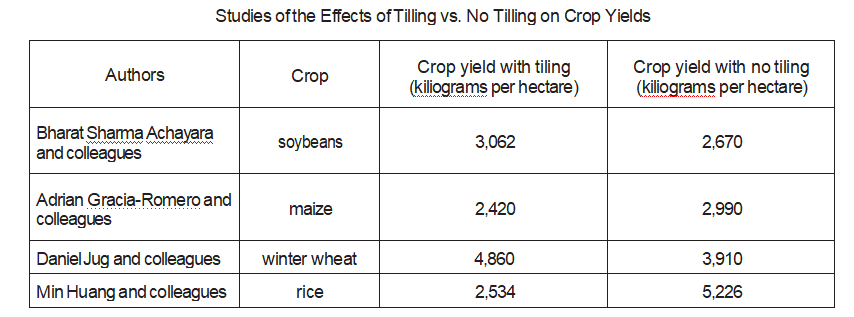 Studies of the Effects of Tilling vs. No Tilling on Crop Yields
Authors
Crop
Crop yield with tiling
(kiliograms per hectare)
Crop yield with no tiling
(kiliograms per hectare)
Bharat Sharma Achayara
and colleagues
soybeans
3,062
2,670
Adrian Gracia-Romero and
colleagues
maize
2,420
2,990
Daniel Jug and colleagues
winter wheat
4,860
3,910
Min Huang and colleagues
rice
2,534
5,226